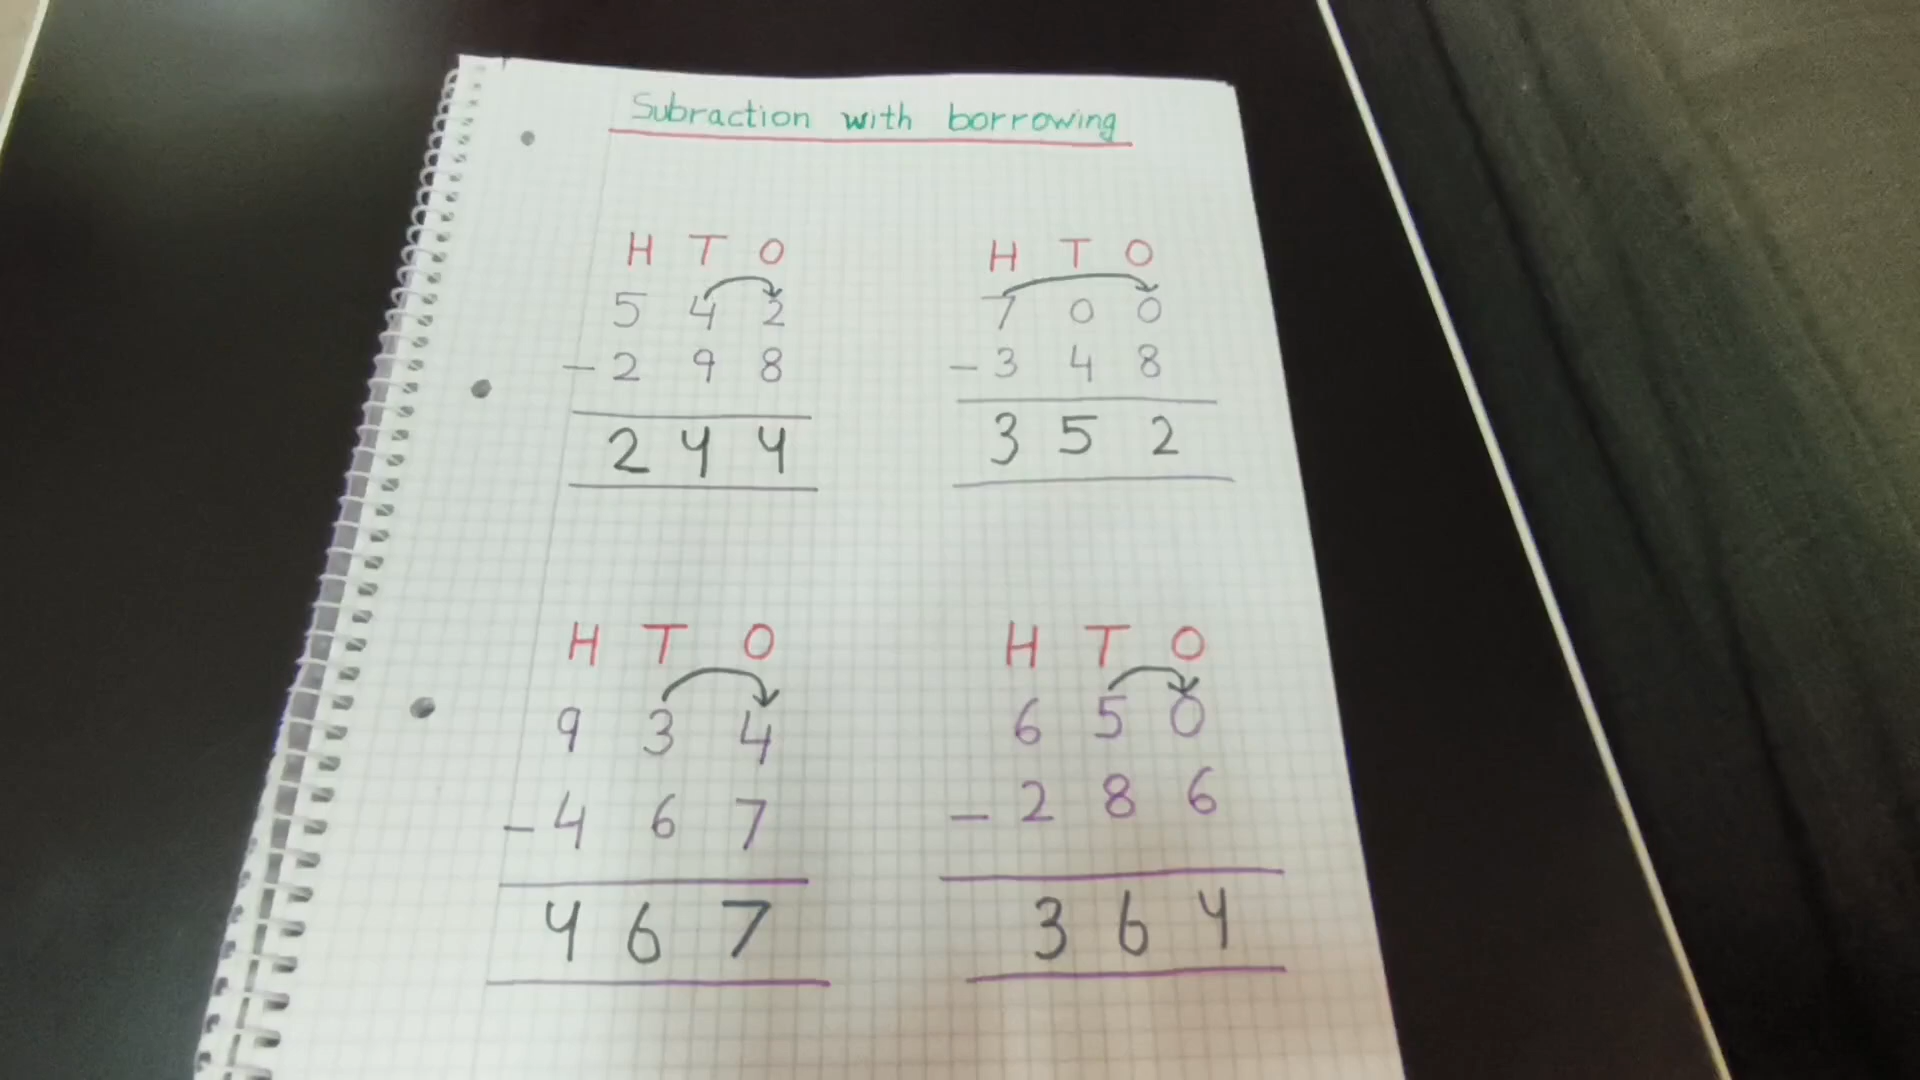 Subraction with borrowing
H T O
5 4 2
- 2 9 8
2 4 4
H T O
7 0 0
- 3 4 8
3 5 2
H T O
9 3 4
- 4 6 7
4 6 7
H T O
6 5 0
- 2 8 6
3 6 4